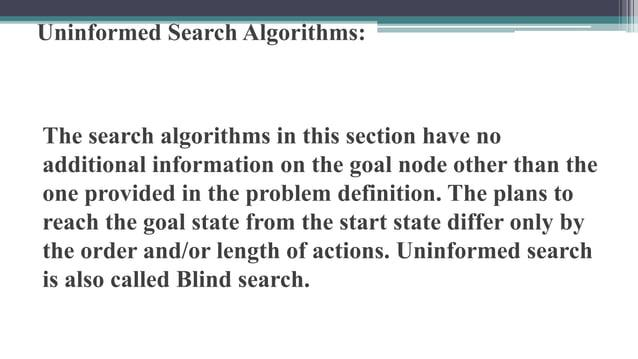 Uninformed Search Algorithms:
The search algorithms in this section have no
additional information on the goal node other than the
one provided in the problem definition. The plans to
reach the goal state from the start state differ only by
the order and/or length of actions. Uninformed search
is also called Blind search.